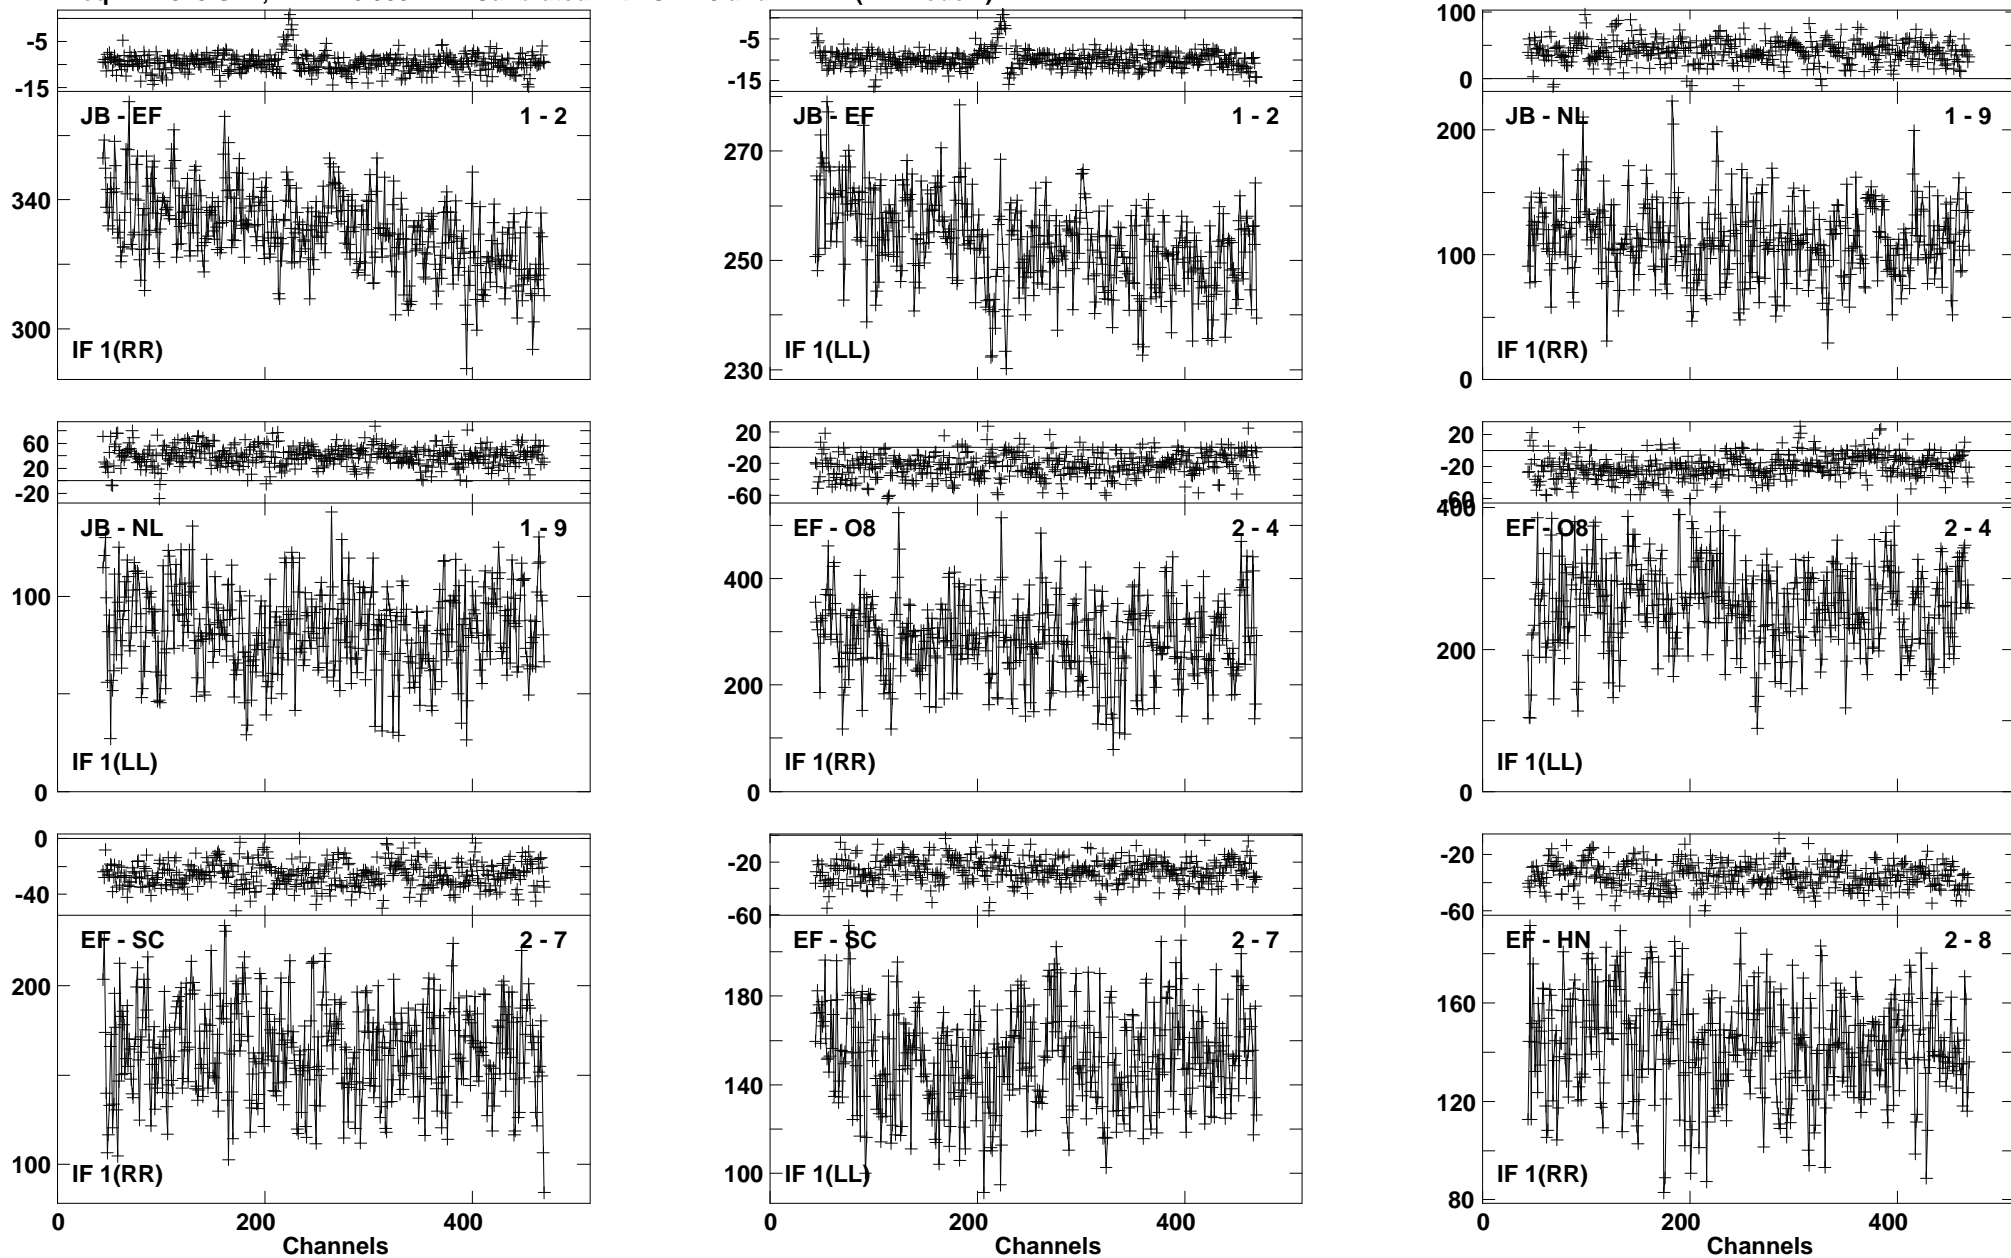 -5
-15
JB - EF 1 - 2
340
300
IF 1(RR)
-5
-15
JB - EF 1 - 2
270
250
230
IF 1(LL)
100
0
JB - NL 1 - 9
200
100
0
IF 1(RR)
60
20
-20
JB - NL 1 - 9
100
0
IF 1(LL)
20
-20
-60
EF - O8 2 - 4
400
200
0
IF 1(RR)
20
-20
-60
400
EF - O8 2 - 4
200
0
IF 1(LL)
0
-40
EF - SC 2 - 7
200
100
IF 1(RR)
0 200 400
Channels
-20
-60
EF - SC 2 - 7
180
140
100
IF 1(LL)
0 200 400
Channels
-20
-60
EF - HN 2 - 8
160
120
80
IF 1(RR)
0 200 400
Channels